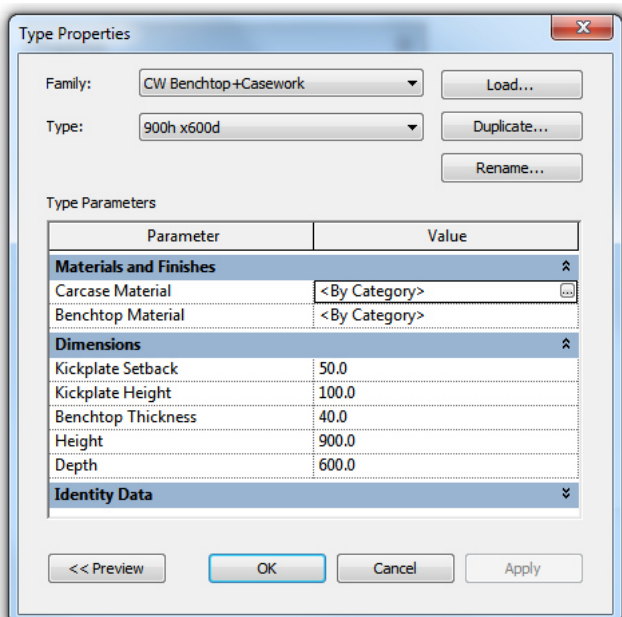 Type Properties
Family: CW Benchtop+Casework Load...
Type: 900h x600d Duplicate...
Rename...
Type Parameters
Parameter Value
Materials and Finishes
Carcase Material <By Category> ...
Benchtop Material <By Category>
Dimensions
Kickplate Setback 50.0
Kickplate Height 100.0
Benchtop Thickness 40.0
Height 900.0
Depth 600.0
Identity Data
<< Preview OK Cancel Apply